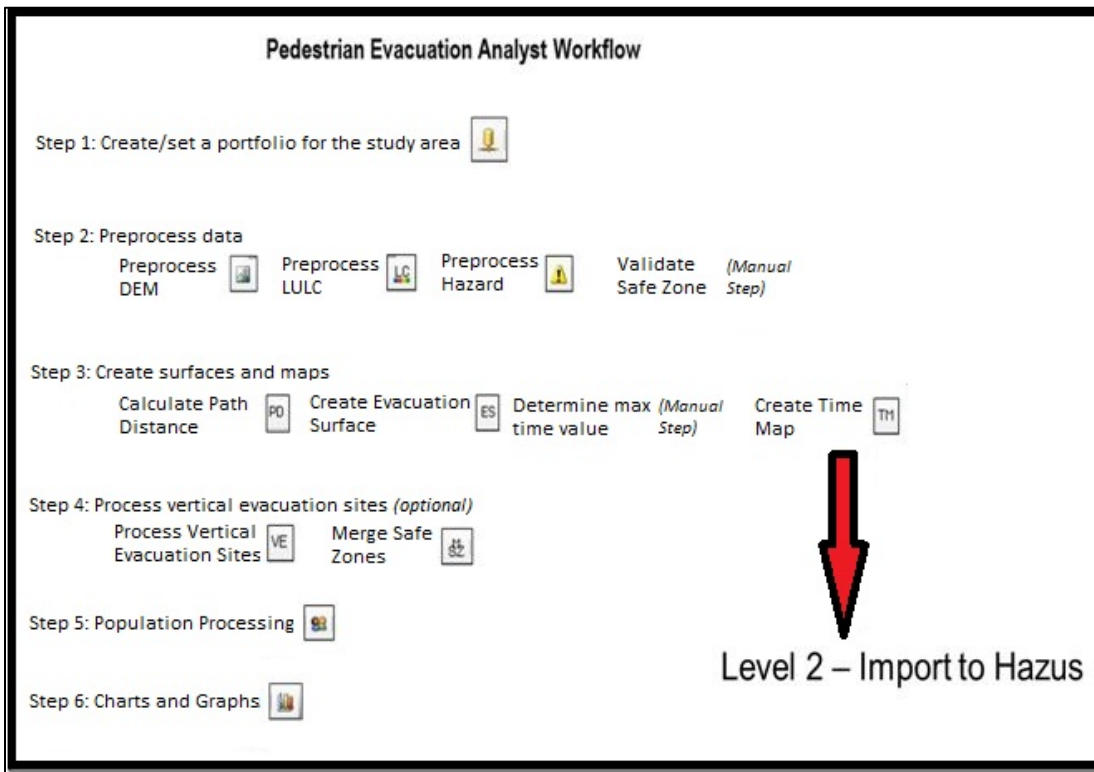 Pedestrian Evacuation Analyst Workflow
Step 1: Create/set a portfolio for the study area
Step 2: Preprocess data
Preprocess DEM
LC
Preprocess LULC
Preprocess Hazard
Validate Safe Zone
(Manual Step)
Step 3: Create surfaces and maps
Calculate Path Distance
PD
Create Evacuation Surface
ES
Determine max time value
(Manual Step)
Create Time Map
TM
Step 4: Process vertical evacuation sites (optional)
Process Vertical Evacuation Sites
VE
Merge Safe Zones
SZ
Step 5: Population Processing
Step 6: Charts and Graphs
Level 2 – Import to Hazus